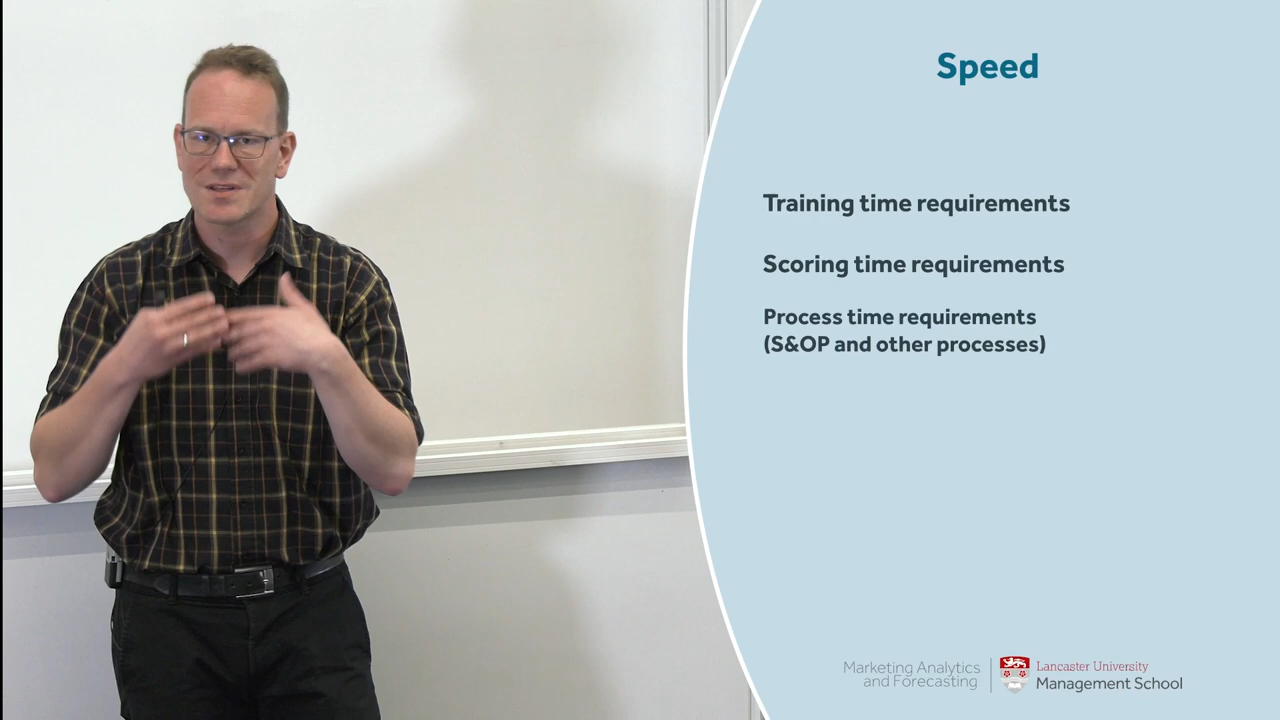 Speed
Training time requirements
Scoring time requirements
Process time requirements
(S&OP and other processes)
Marketing Analytics
and Forecasting
Lancaster University
Management School